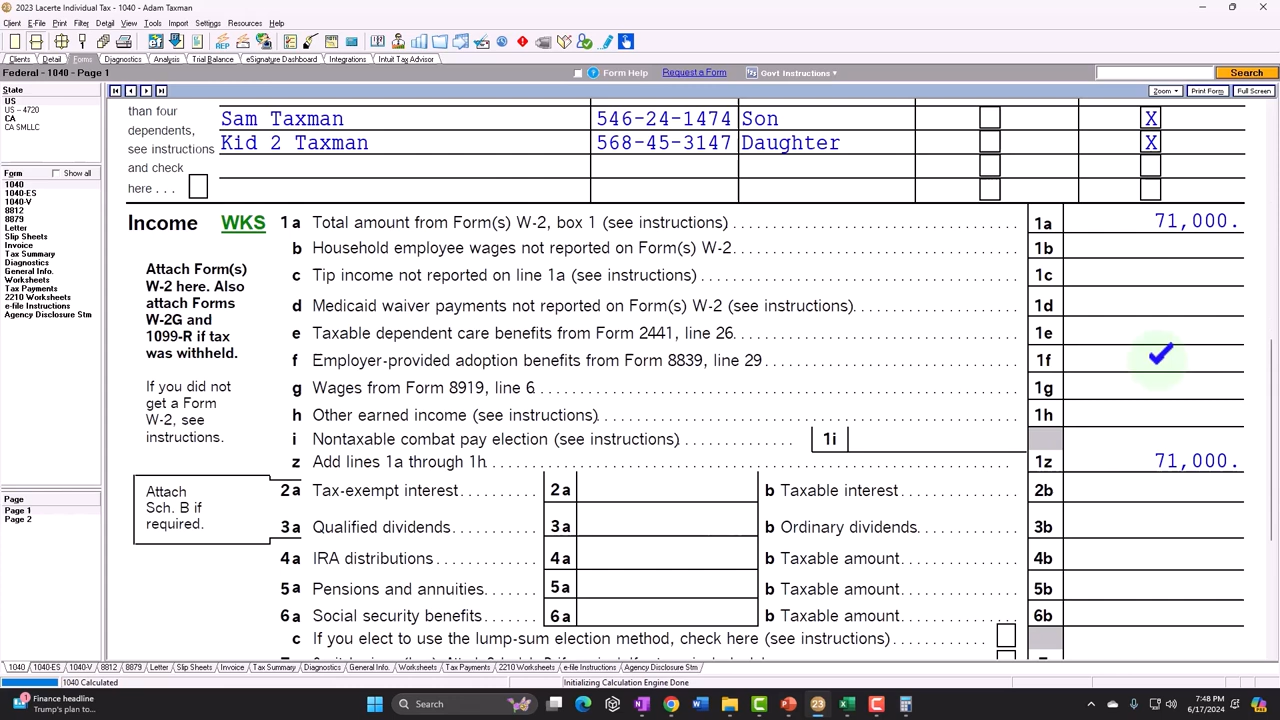 2023 Lacerte Individual Tax - 1040 - Adam Taxman
Client E-File Print Filter Detail View Tools Import Settings Resources Help
Clients Detail Forms Diagnostics Analysis Trial Balance eSignature Dashboard Integrations Intuit Tax Advisor
Federal - 1040 - Page 1 Form Help Request a Form Govt Instructions Search
State
US
US - 4720
CA
CA SMLLC
Form Show all
1040
1040-ES
1040-V
8812
8879
Letter
Slip Sheets
Invoice
Tax Summary
Diagnostics
General Info.
Worksheets
Tax Payments
2210 Worksheets
e-file Instructions
Agency Disclosure Stm
Page
Page 1
Page 2
Zoom Print Form Full Screen
than four
dependents,
see instructions
and check
here . . .
Sam Taxman 546-24-1474 Son X
Kid 2 Taxman 568-45-3147 Daughter X
Income WKS 1a Total amount from Form(s) W-2, box 1 (see instructions) 1a 71,000.
b Household employee wages not reported on Form(s) W-2 1b
c Tip income not reported on line 1a (see instructions) 1c
d Medicaid waiver payments not reported on Form(s) W-2 (see instructions) 1d
e Taxable dependent care benefits from Form 2441, line 26 1e
f Employer-provided adoption benefits from Form 8839, line 29 1f
g Wages from Form 8919, line 6 1g
h Other earned income (see instructions) 1h
i Nontaxable combat pay election (see instructions) 1i
z Add lines 1a through 1h 1z 71,000.
Attach Form(s)
W-2 here. Also
attach Forms
W-2G and
1099-R if tax
was withheld.
If you did not
get a Form
W-2, see
instructions.
Attach
Sch. B if
required.
2a Tax-exempt interest 2a b Taxable interest 2b
3a Qualified dividends 3a b Ordinary dividends 3b
4a IRA distributions 4a b Taxable amount 4b
5a Pensions and annuities 5a b Taxable amount 5b
6a Social security benefits 6a b Taxable amount 6b
c If you elect to use the lump-sum election method, check here (see instructions)
1040 1040-ES 1040-V 8812 8879 Letter Slip Sheets Invoice Tax Summary Diagnostics General Info. Worksheets Tax Payments 2210 Worksheets e-file Instructions Agency Disclosure Stm
1040 Calculated Initializing Calculation Engine Done
Finance headline
Trump's plan to...
Search
7:48 PM
6/17/2024